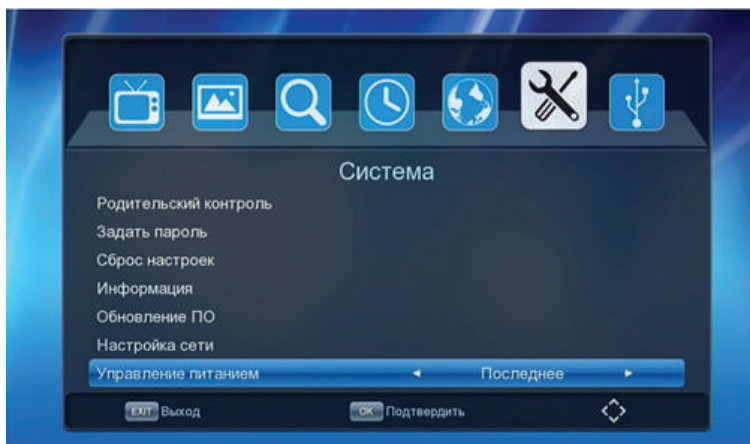 Система
Родительский контроль
Задать пароль
Сброс настроек
Информация
Обновление ПО
Настройка сети
Управление питанием Последнее
EXIT Выход OK Подтвердить